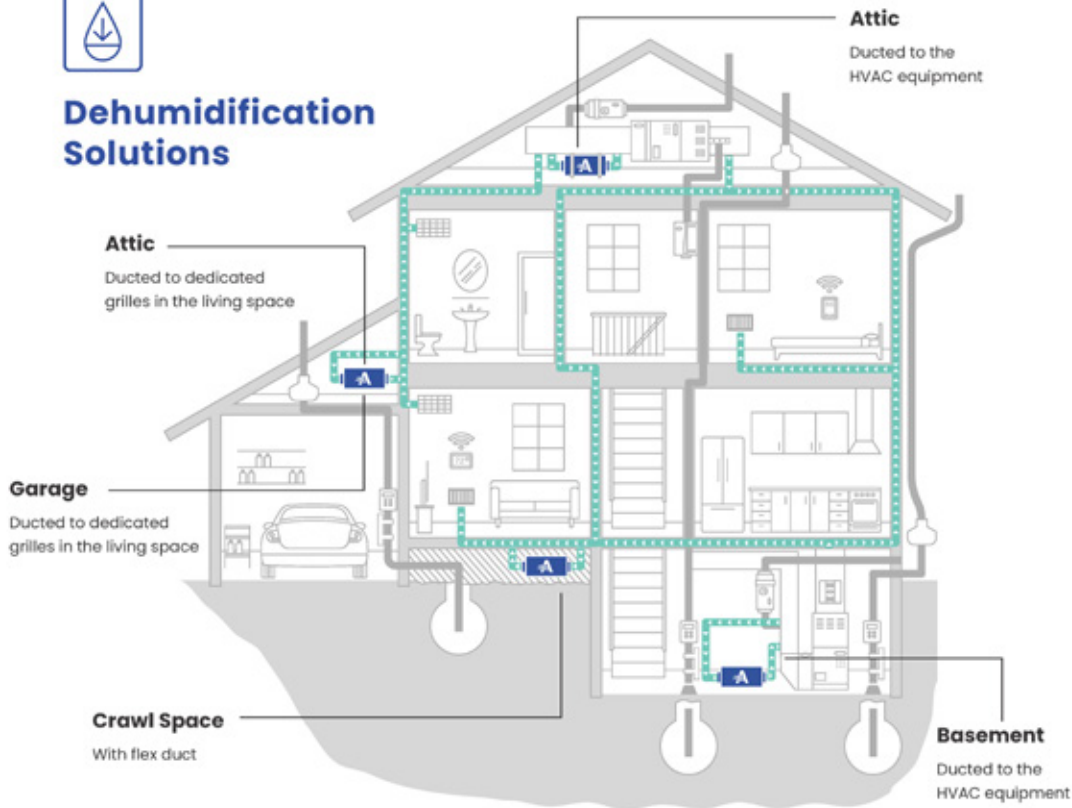 Dehumidification
Solutions
Attic
Ducted to the
HVAC equipment
Attic
Ducted to dedicated
grilles in the living space
Garage
Ducted to dedicated
grilles in the living space
Crawl Space
With flex duct
Basement
Ducted to the
HVAC equipment
A
A
A
A